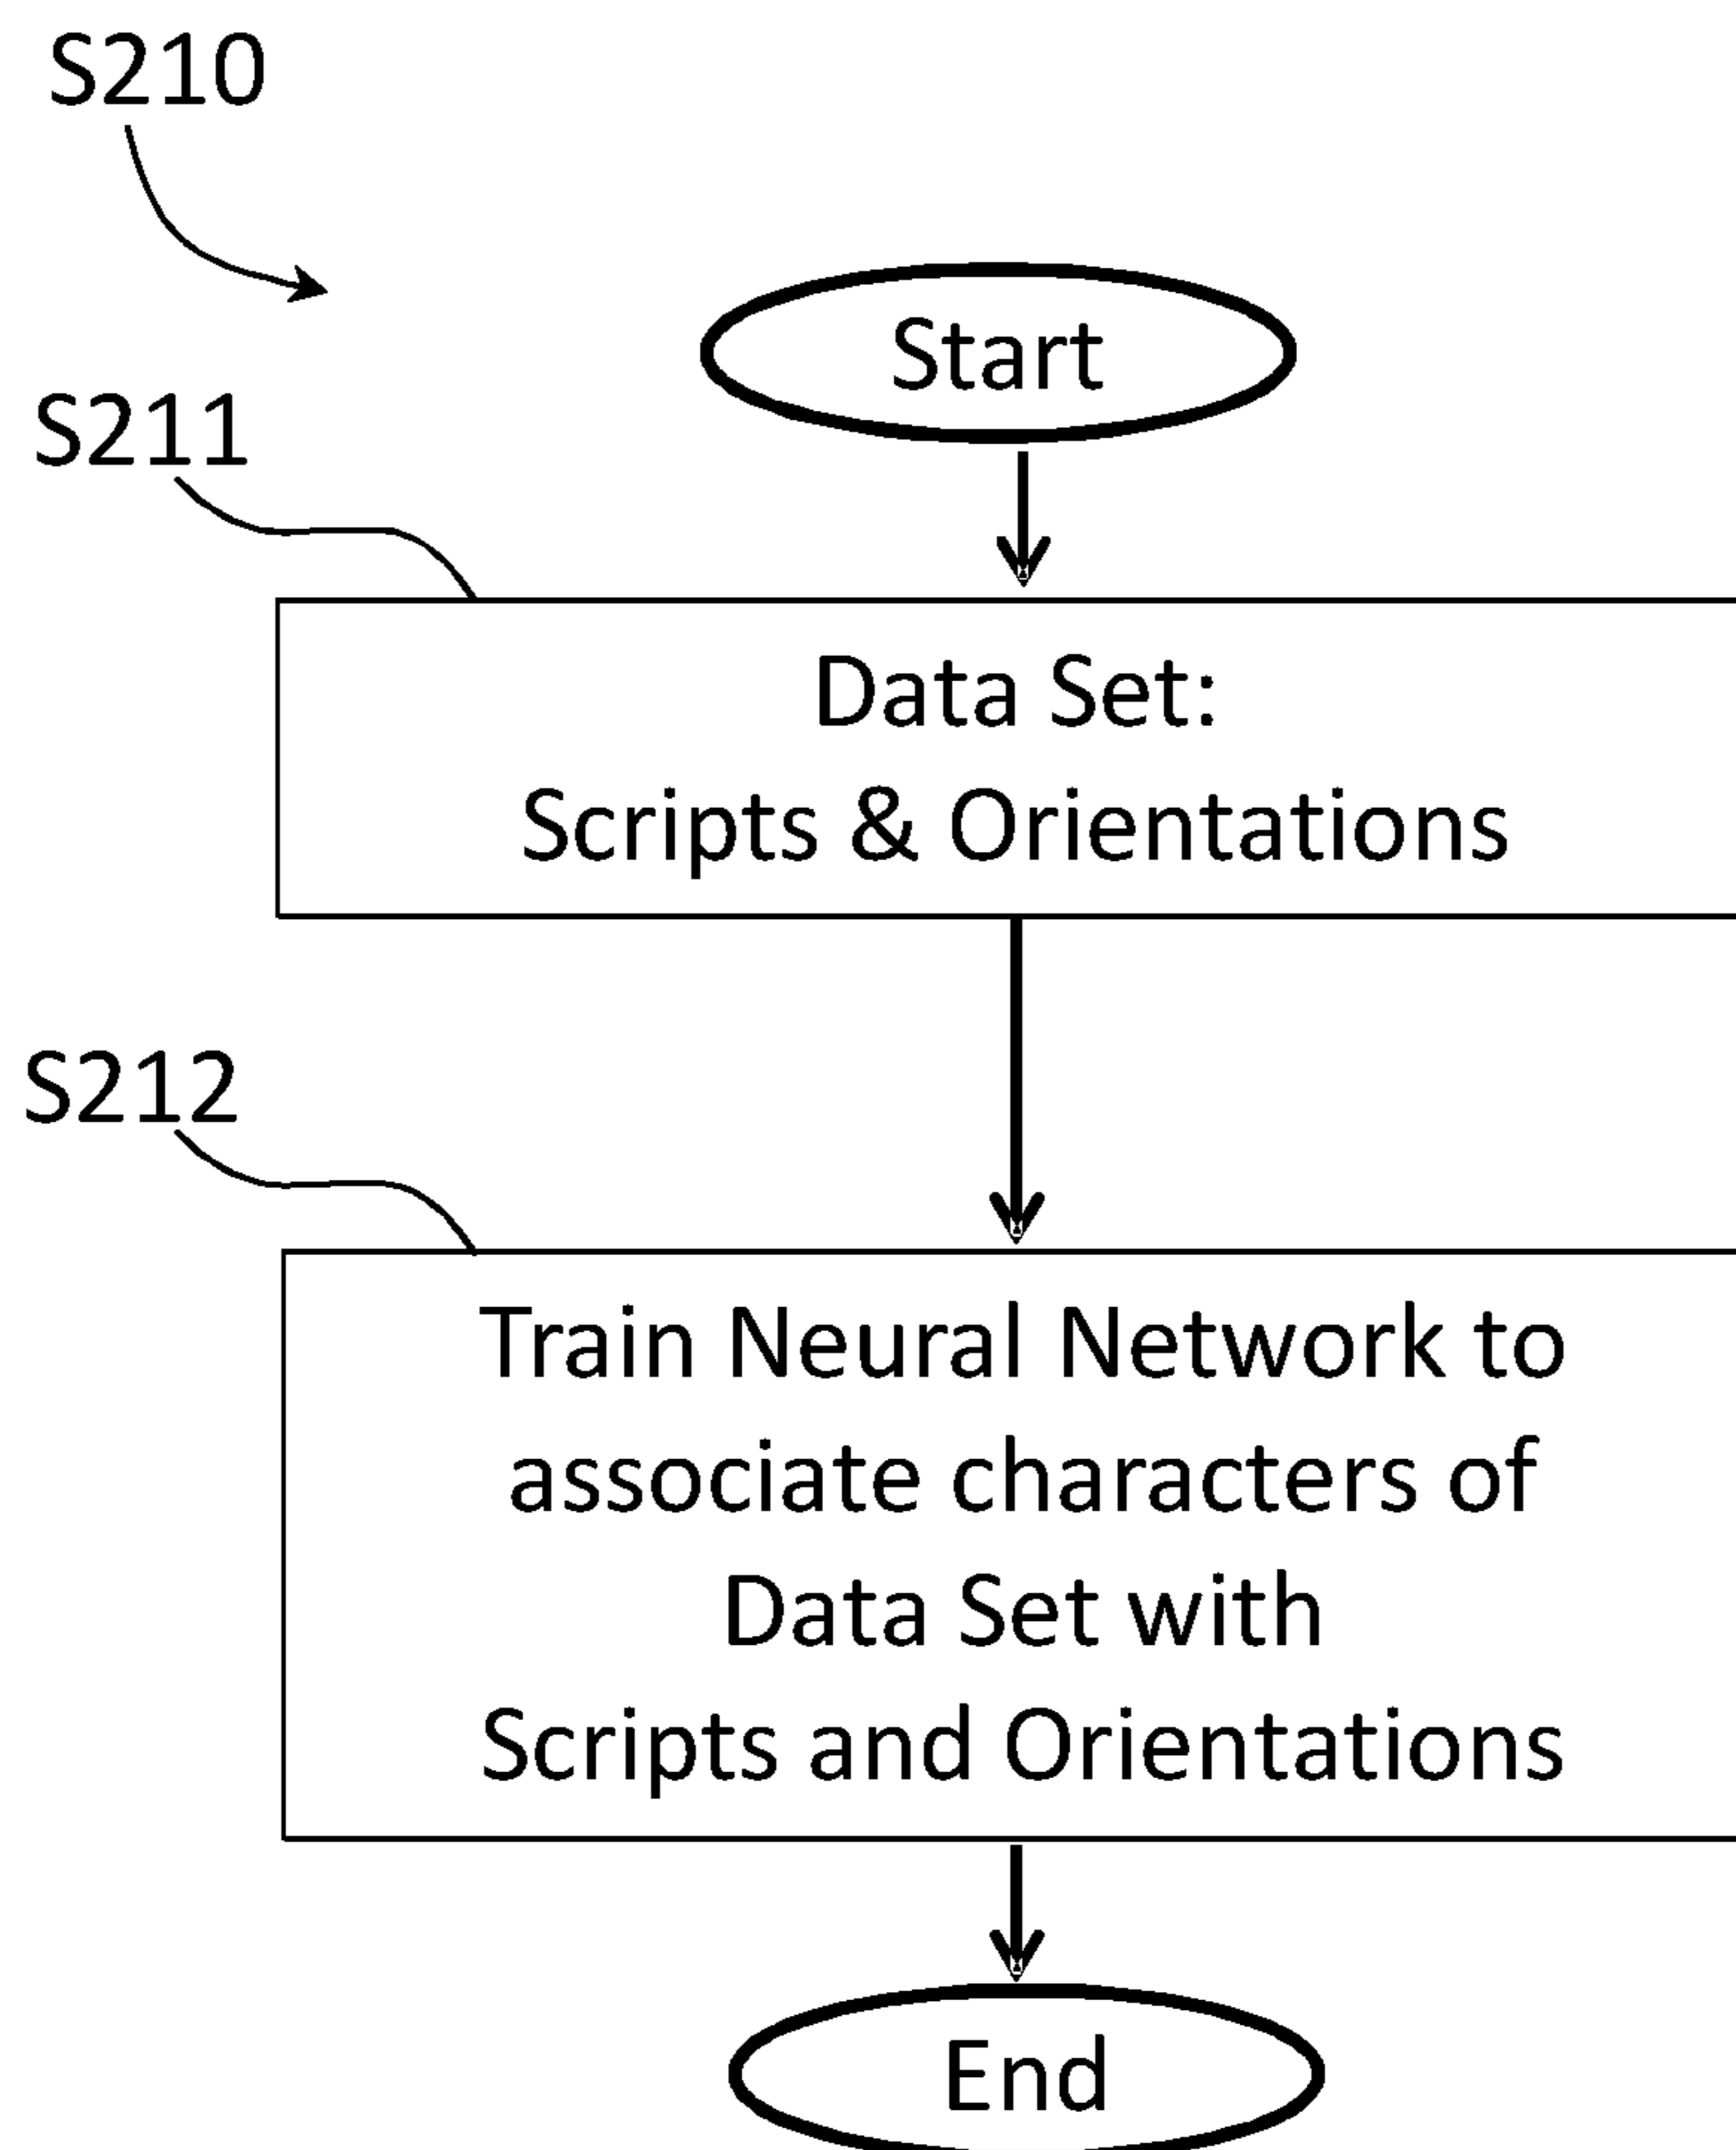 S210
Start
S211
Data Set:
Scripts & Orientations
S212
Train Neural Network to
associate characters of
Data Set with
Scripts and Orientations
End